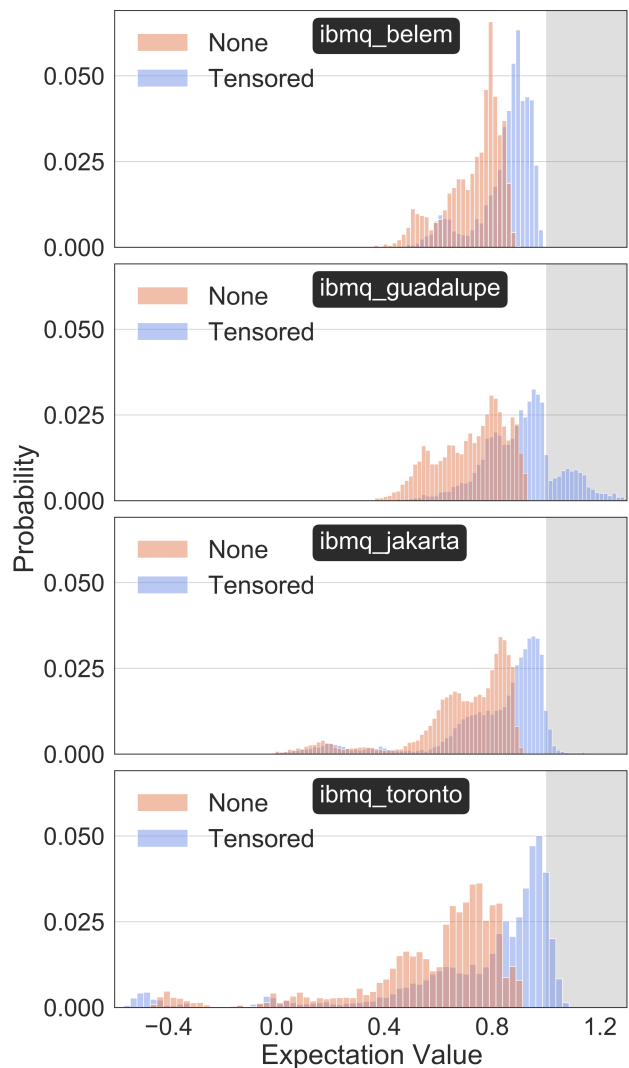 None
ibmq_belem
Tensored
0.050
0.025
0.000
None
ibmq_guadalupe
Tensored
0.050
0.025
0.000
None
ibmq_jakarta
Tensored
0.050
0.025
0.000
None
ibmq_toronto
Tensored
0.050
0.025
0.000
Probability
−0.4 0.0 0.4 0.8 1.2
Expectation Value